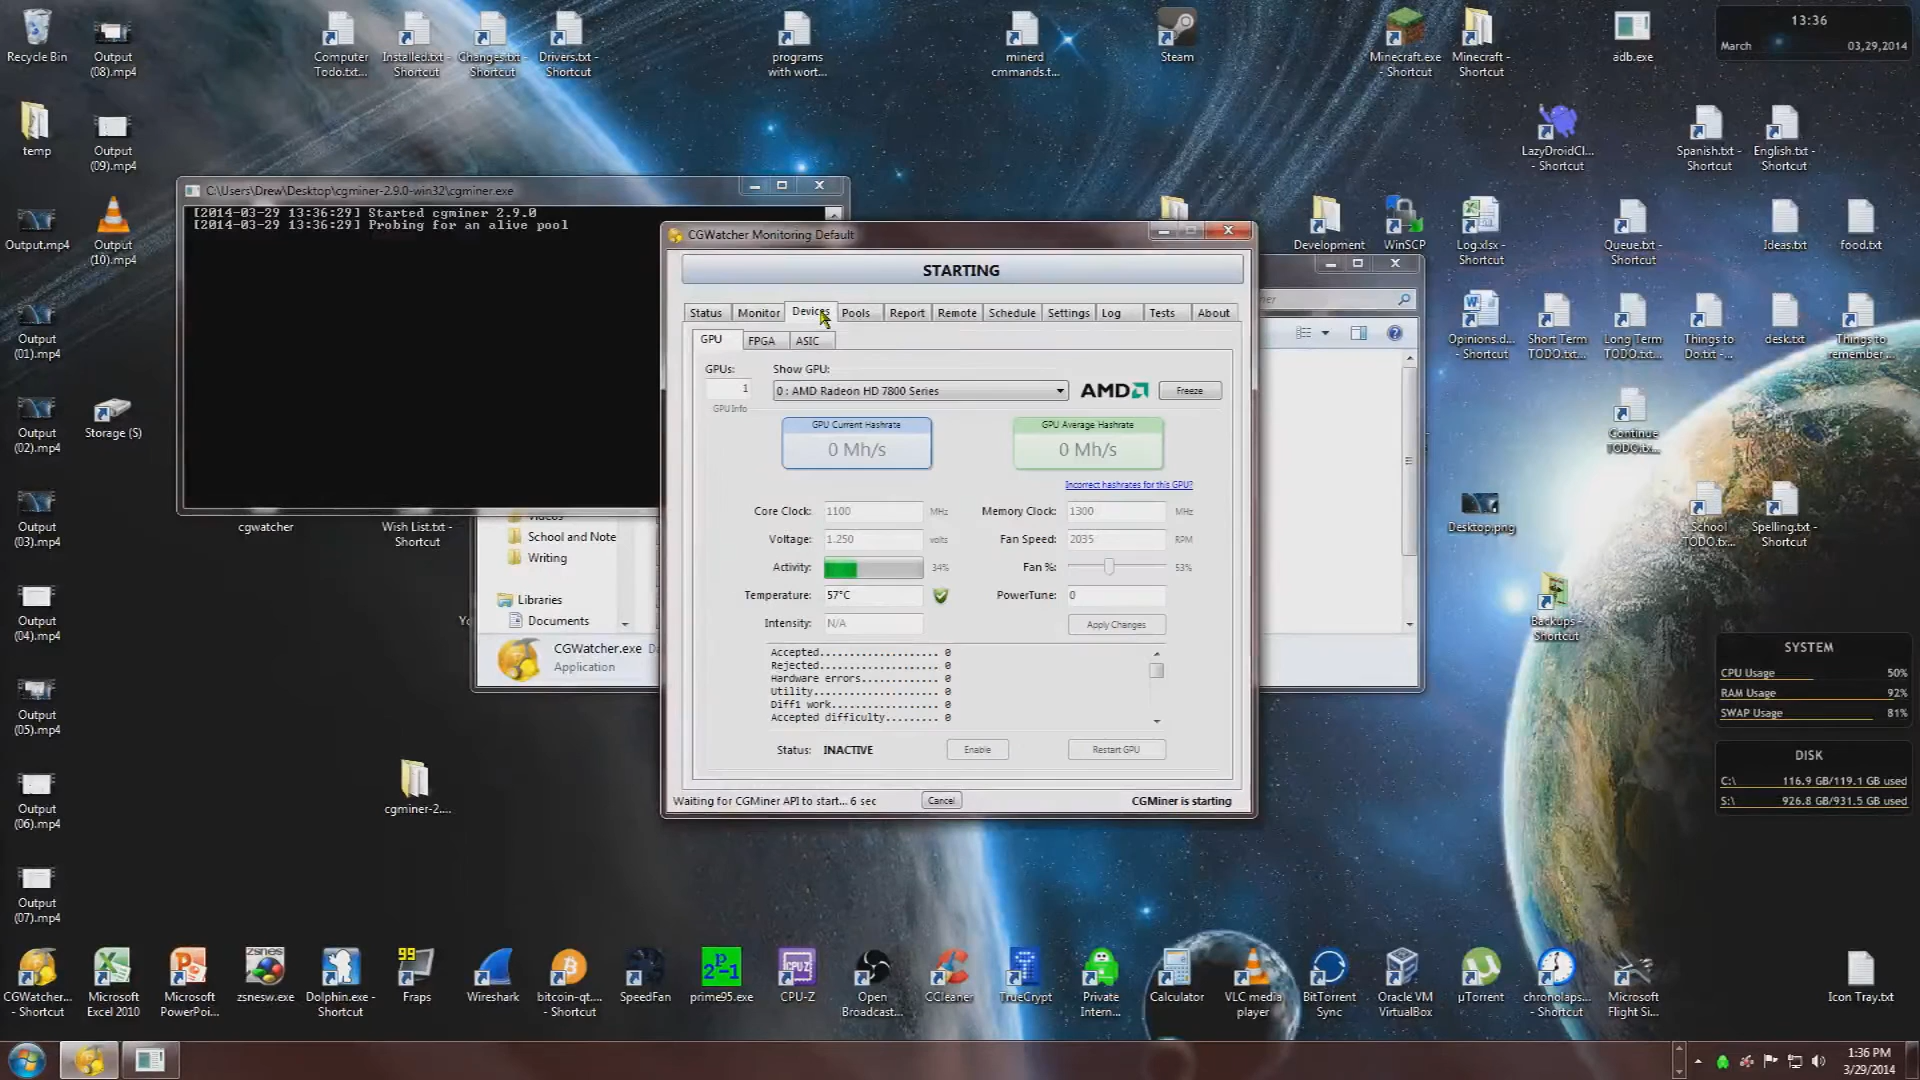 Recycle Bin
Output
(08).mp4
Computer
Todo.txt...
Installed.txt -
Shortcut
Changes.txt -
Shortcut
Drivers.txt -
Shortcut
programs
with wort...
minerd
cmmands.t...
Steam
Minecraft.exe
- Shortcut
Minecraft -
Shortcut
adb.exe
13:36
March
03,29,2014
temp
Output
(09).mp4
LazyDroidCl...
- Shortcut
Spanish.txt -
Shortcut
English.txt -
Shortcut
Output.mp4
Output
(10).mp4
Development
WinSCP
Log.xlsx -
Shortcut
Queue.txt -
Shortcut
Ideas.txt
food.txt
C:\Users\Drew\Desktop\cgminer-2.9.0-win32\cgminer.exe
[2014-03-29 13:36:29] Started cgminer 2.9.0
[2014-03-29 13:36:29] Probing for an alive pool
CGWatcher Monitoring Default
STARTING
Status
Monitor
Devices
Pools
Report
Remote
Schedule
Settings
Log
Tests
About
GPU
FPGA
ASIC
GPUs:
1
Show GPU:
0 : AMD Radeon HD 7800 Series
AMD
Freeze
GPU Info
GPU Current Hashrate
0 Mh/s
GPU Average Hashrate
0 Mh/s
Incorrect hashrates for this GPU?
Core Clock:
1100
MHz
Memory Clock:
1300
MHz
Voltage:
1.250
volts
Fan Speed:
2035
RPM
Activity:
34%
Fan %:
53%
Temperature:
57°C
PowerTune:
0
Intensity:
N/A
Apply Changes
Accepted.................... 0
Rejected.................... 0
Hardware errors............. 0
Utility..................... 0
Diff1 work.................. 0
Accepted difficulty......... 0
Status:
INACTIVE
Enable
Restart GPU
Waiting for CGMiner API to start... 6 sec
Cancel
CGMiner is starting
Output
(01).mp4
Opinions.d...
- Shortcut
Short Term
TODO.txt...
Long Term
TODO.txt...
Things to
Do.txt -...
desk.txt
Things to
remember...
Output
(02).mp4
Storage (S)
Continue
TODO.tx...
Output
(03).mp4
cgwatcher
Wish List.txt -
Shortcut
School and Note
Writing
Libraries
Documents
CGWatcher.exe
Application
Desktop.png
School
TODO.tx...
Spelling.txt -
Shortcut
Output
(04).mp4
Backups -
Shortcut
SYSTEM
CPU Usage
50%
RAM Usage
92%
SWAP Usage
81%
DISK
C:\
116.9 GB/119.1 GB used
S:\
926.8 GB/931.5 GB used
Output
(05).mp4
Output
(06).mp4
cgminer-2....
Output
(07).mp4
CGWatcher...
- Shortcut
Microsoft
Excel 2010
Microsoft
PowerPoi...
zsnesw.exe
Dolphin.exe -
Shortcut
99
Fraps
Wireshark
bitcoin-qt....
- Shortcut
SpeedFan
2p-1
prime95.exe
CPU-Z
CPU-Z
Open
Broadcast...
CCleaner
TrueCrypt
Private
Intern...
Calculator
VLC media
player
BitTorrent
Sync
Oracle VM
VirtualBox
µTorrent
chronolaps...
- Shortcut
Microsoft
Flight Si...
Icon Tray.txt
1:36 PM
3/29/2014